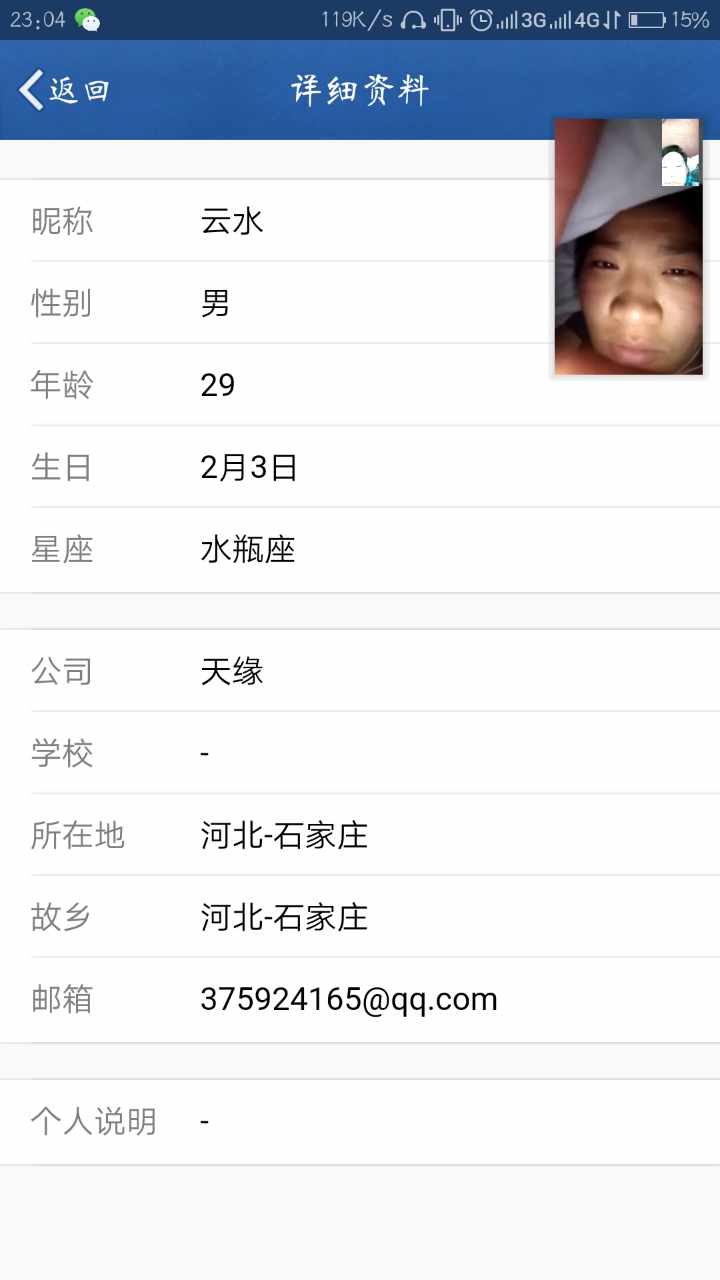 23:04 119K/s 3G 4G 15%
返回 详细资料
昵称 云水
性别 男
年龄 29
生日 2月3日
星座 水瓶座
公司 天缘
学校 -
所在地 河北-石家庄
故乡 河北-石家庄
邮箱 375924165@qq.com
个人说明 -